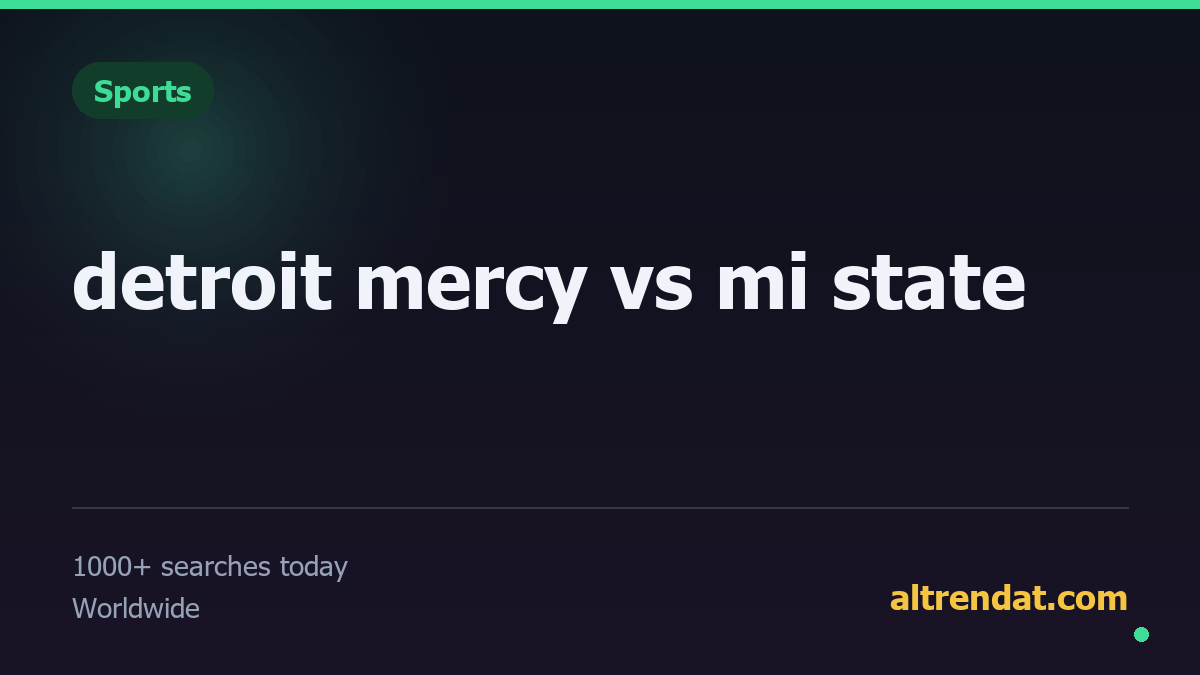 Sports
detroit mercy vs mi state
1000+ searches today
Worldwide
altrendat.com